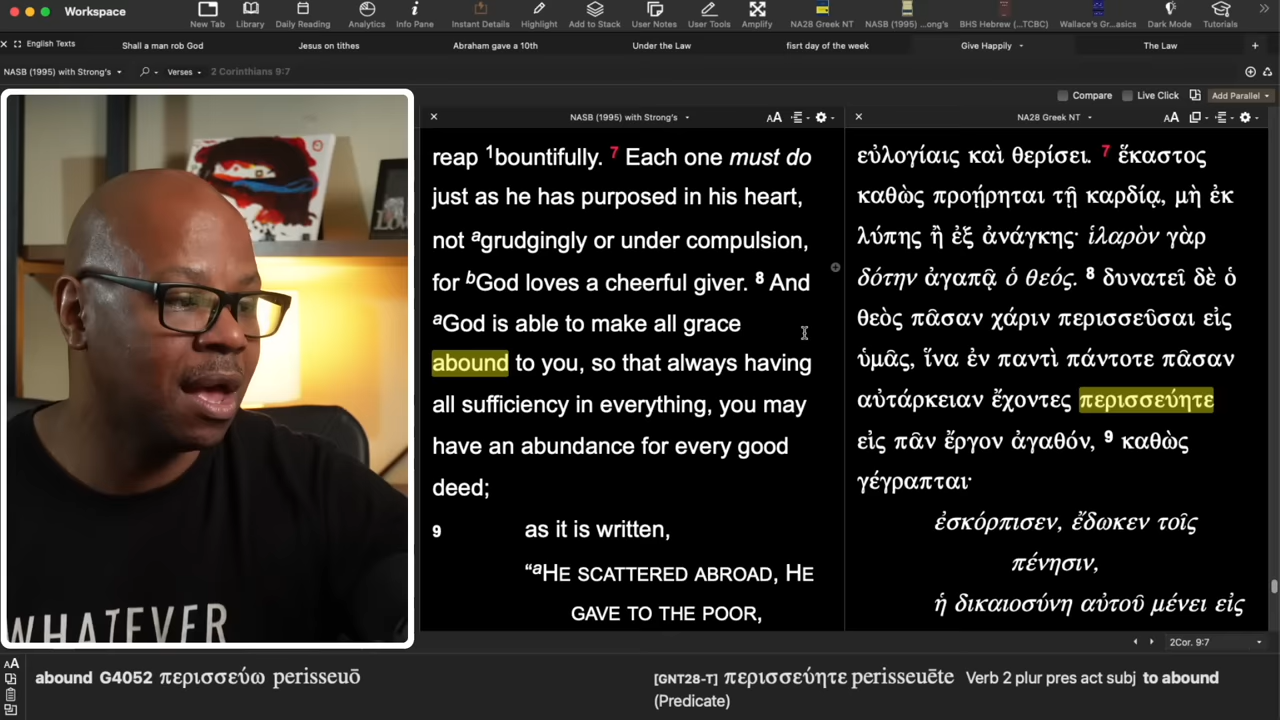 Workspace
New Tab
Library
Daily Reading
Analytics
Info Pane
Instant Details
Highlight
Add to Stack
User Notes
User Tools
Amplify
NA28 Greek NT
NASB (1995) ...ong's
BHS Hebrew (...TCBC)
Wallace's Gr...asics
Dark Mode
Tutorials
English Texts
Shall a man rob God
Jesus on tithes
Abraham gave a 10th
Under the Law
fisrt day of the week
Give Happily
The Law
NASB (1995) with Strong's
Verses
2 Corinthians 9:7
Compare
Live Click
Add Parallel
NASB (1995) with Strong's
reap 1bountifully. 7 Each one must do
just as he has purposed in his heart,
not agrudgingly or under compulsion,
for bGod loves a cheerful giver. 8 And
aGod is able to make all grace
abound to you, so that always having
all sufficiency in everything, you may
have an abundance for every good
deed;
9 as it is written,
“aHE SCATTERED ABROAD, HE
GAVE TO THE POOR,
NA28 Greek NT
εὐλογίαις καὶ θερίσει. 7 ἕκαστος
καθὼς προῄρηται τῇ καρδίᾳ, μὴ ἐκ
λύπης ἢ ἐξ ἀνάγκης· ἱλαρὸν γὰρ
δότην ἀγαπᾷ ὁ θεός. 8 δυνατεῖ δὲ ὁ
θεὸς πᾶσαν χάριν περισσεῦσαι εἰς
ὑμᾶς, ἵνα ἐν παντὶ πάντοτε πᾶσαν
αὐτάρκειαν ἔχοντες περισσεύητε
εἰς πᾶν ἔργον ἀγαθόν, 9 καθὼς
γέγραπται·
ἐσκόρπισεν, ἔδωκεν τοῖς
πένησιν,
ἡ δικαιοσύνη αὐτοῦ μένει εἰς
2Cor. 9:7
WHATEVER
abound G4052 περισσεύω perisseuō
[GNT28-T] περισσεύητε perisseuēte Verb 2 plur pres act subj to abound
(Predicate)